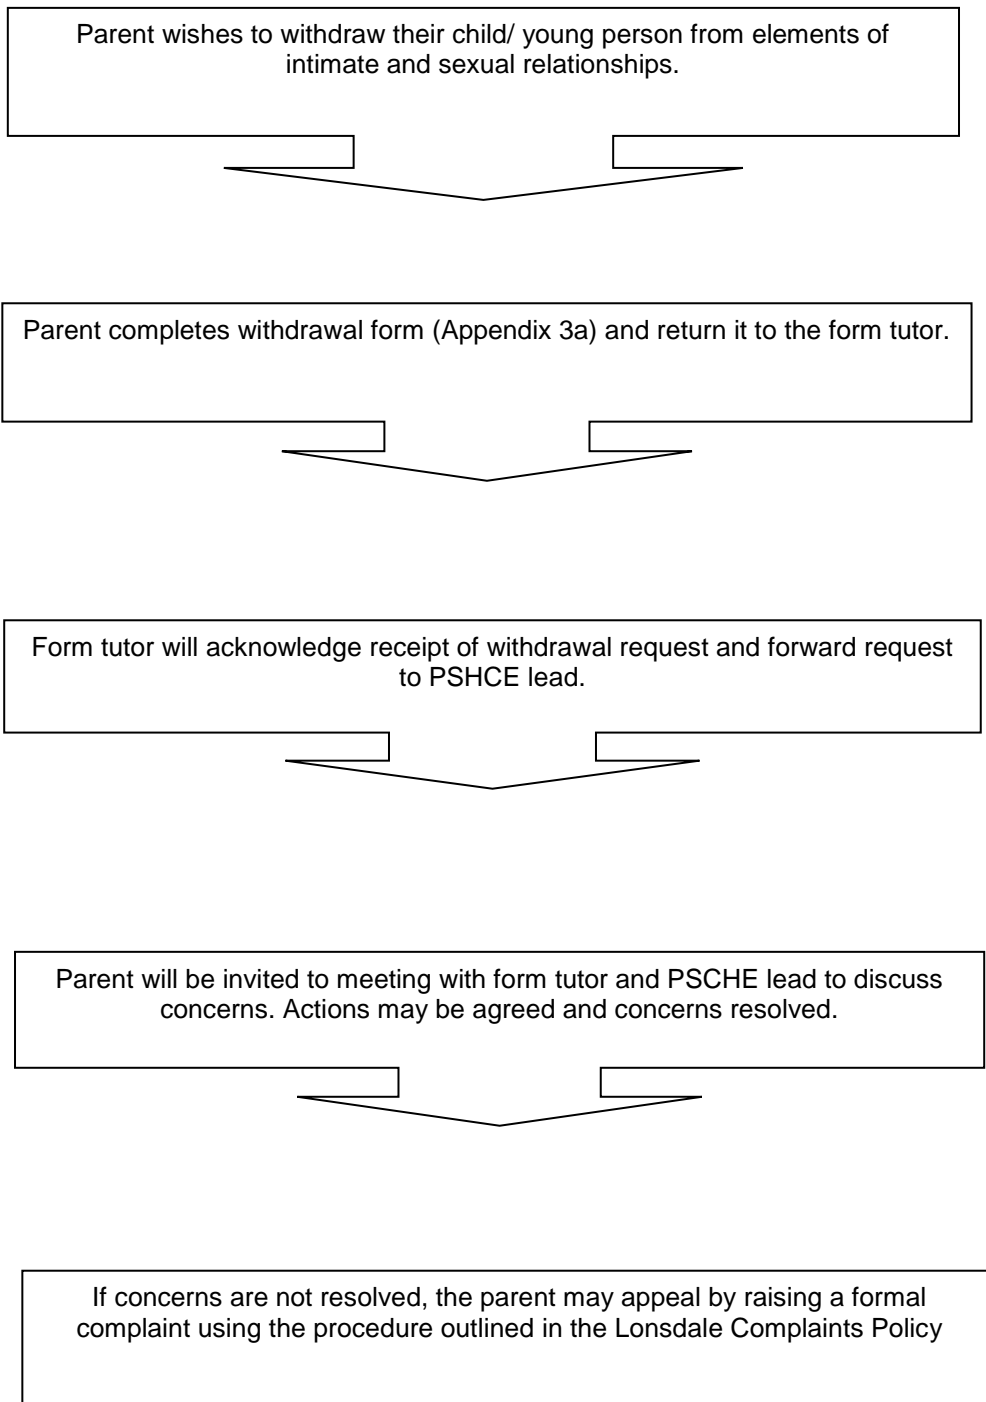 Parent wishes to withdraw their child/ young person from elements of
intimate and sexual relationships.
Parent completes withdrawal form (Appendix 3a) and return it to the form tutor.
Form tutor will acknowledge receipt of withdrawal request and forward request
to PSHCE lead.
Parent will be invited to meeting with form tutor and PSCHE lead to discuss
concerns. Actions may be agreed and concerns resolved.
If concerns are not resolved, the parent may appeal by raising a formal
complaint using the procedure outlined in the Lonsdale Complaints Policy